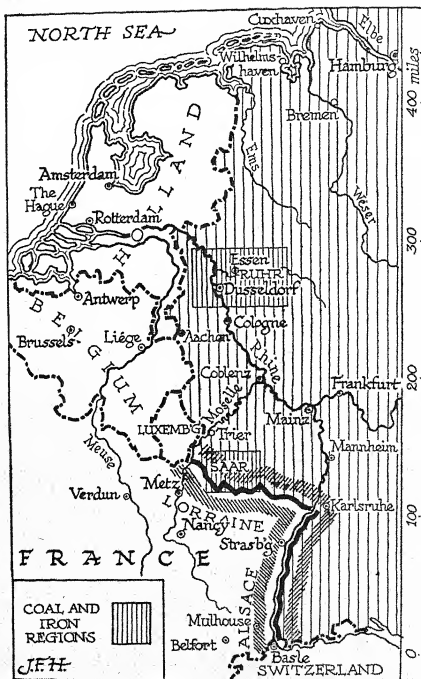 NORTH SEA
Cuxhaven
Elbe
Wilhelms
haven
Hamburg
Bremen
Ems
Weser
Amsterdam
The
Hague
Rotterdam
HOLLAND
Essen
RUHR
Düsseldorf
Antwerp
Brussels
BELGIUM
Liége
Aachen
Cologne
Rhine
Coblenz
Moselle
Frankfurt
Mainz
LUXEMB'G
Trier
Mannheim
SAAR
Meuse
Metz
Verdun
LORRAINE
Karlsruhe
Nancy
Strasb'g
FRANCE
ALSACE
Mulhouse
Belfort
Basle
SWITZERLAND
COAL AND
IRON
REGIONS
J.F.H.
0
100
200
300
400 miles